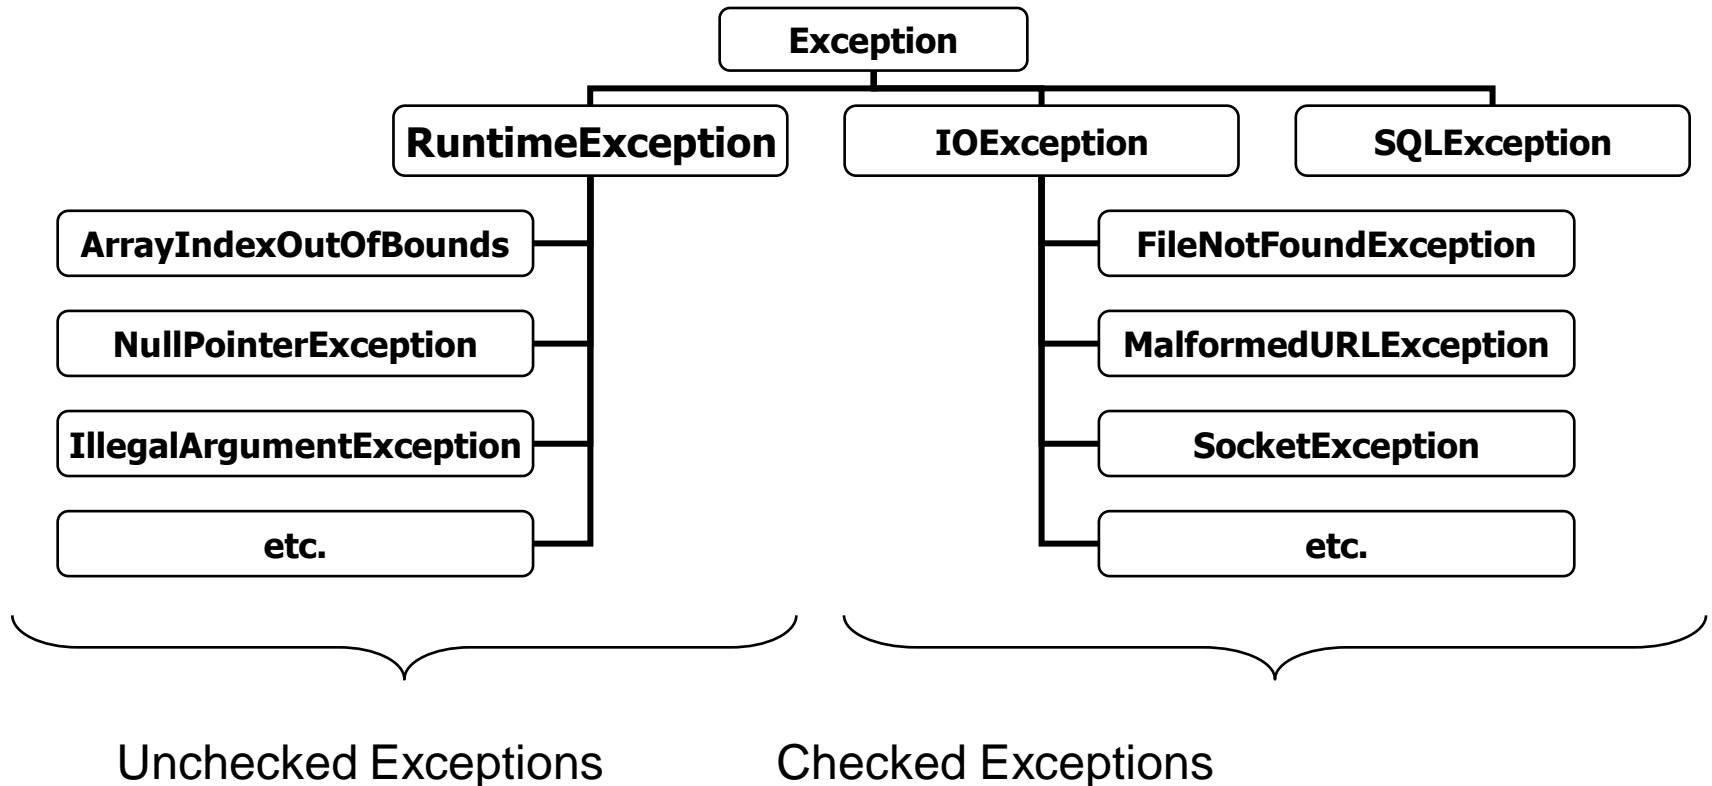 Exception
RuntimeException
IOException
SQLException
ArrayIndexOutOfBounds
FileNotFoundException
NullPointerException
MalformedURLException
IllegalArgumentException
SocketException
etc.
etc.
Unchecked Exceptions
Checked Exceptions